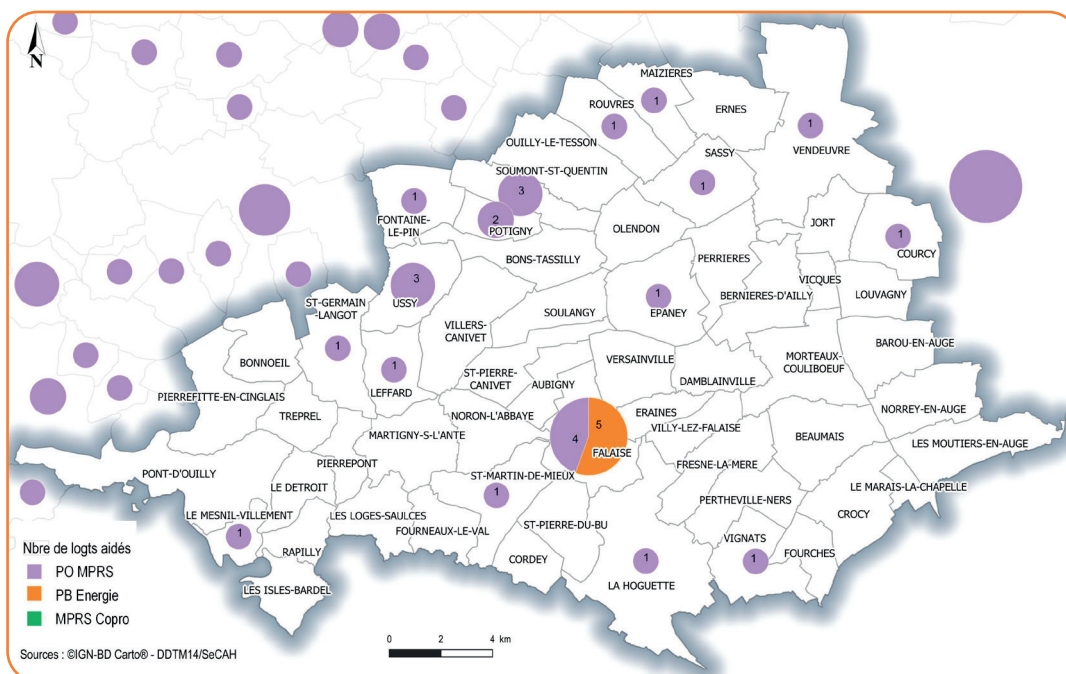 N
MAIZIERES
1
ROUVRES
1
ERNES
1
VENDEUVRE
OUILLY-LE-TESSON
SASSY
1
SOUMONT-ST-QUENTIN
3
1
FONTAINE-
LE-PIN
2
POTIGNY
OLENDON
JORT
1
COURCY
BONS-TASSILLY
PERRIERES
VICQUES
3
USSY
BERNIERES-D'AILLY
LOUVAGNY
1
EPANEY
ST-GERMAIN
-LANGOT
SOULANGY
VILLERS-
CANIVET
BAROU-EN-AUGE
1
BONNOEIL
VERSAINVILLE
MORTEAUX-
COULIBOEUF
1
LEFFARD
ST-PIERRE-
CANIVET
AUBIGNY
DAMBLAINVILLE
PIERREFITTE-EN-CINGLAIS
TREPREL
NORON-L'ABBAYE
ERAINES
NORREY-EN-AUGE
VILLY-LEZ-FALAISE
4
5
FALAISE
MARTIGNY-S-L'ANTE
BEAUMAIS
LES MOUTIERS-EN-AUGE
PONT-D'OUILLY
PIERREPONT
FRESNE-LA-MERE
ST-MARTIN-DE-MIEUX
1
LE DETROIT
LE MARAIS-LA-CHAPELLE
PERTHEVILLE-NERS
CROCY
LE MESNIL-VILLEMENT
1
LES LOGES-SAULCES
FOURNEAUX-LE-VAL
ST-PIERRE-DU-BU
VIGNATS
1
FOURCHES
RAPILLY
CORDEY
1
LA HOGUETTE
LES ISLES-BARDEL
Nbre de logts aidés
PO MPRS
PB Energie
MPRS Copro
0 2 4 km
Sources : ©IGN-BD Carto® - DDTM14/SeCAH